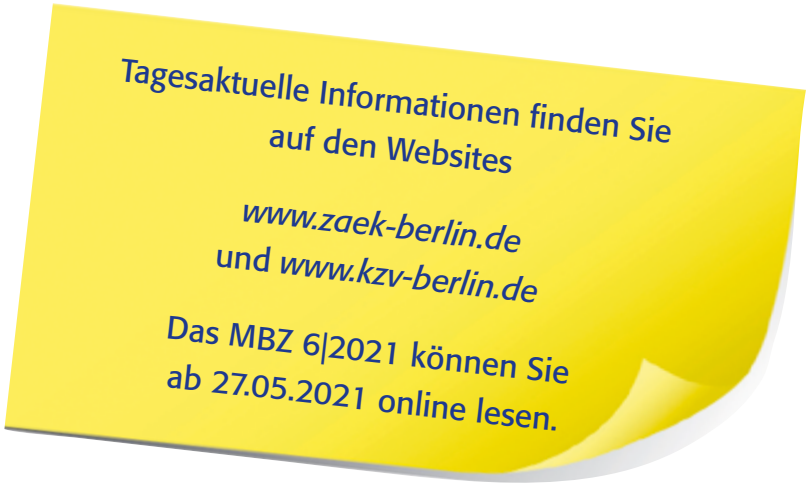 Tagesaktuelle Informationen finden Sie
auf den Websites
www.zaek-berlin.de
und www.kzv-berlin.de
Das MBZ 6|2021 können Sie
ab 27.05.2021 online lesen.